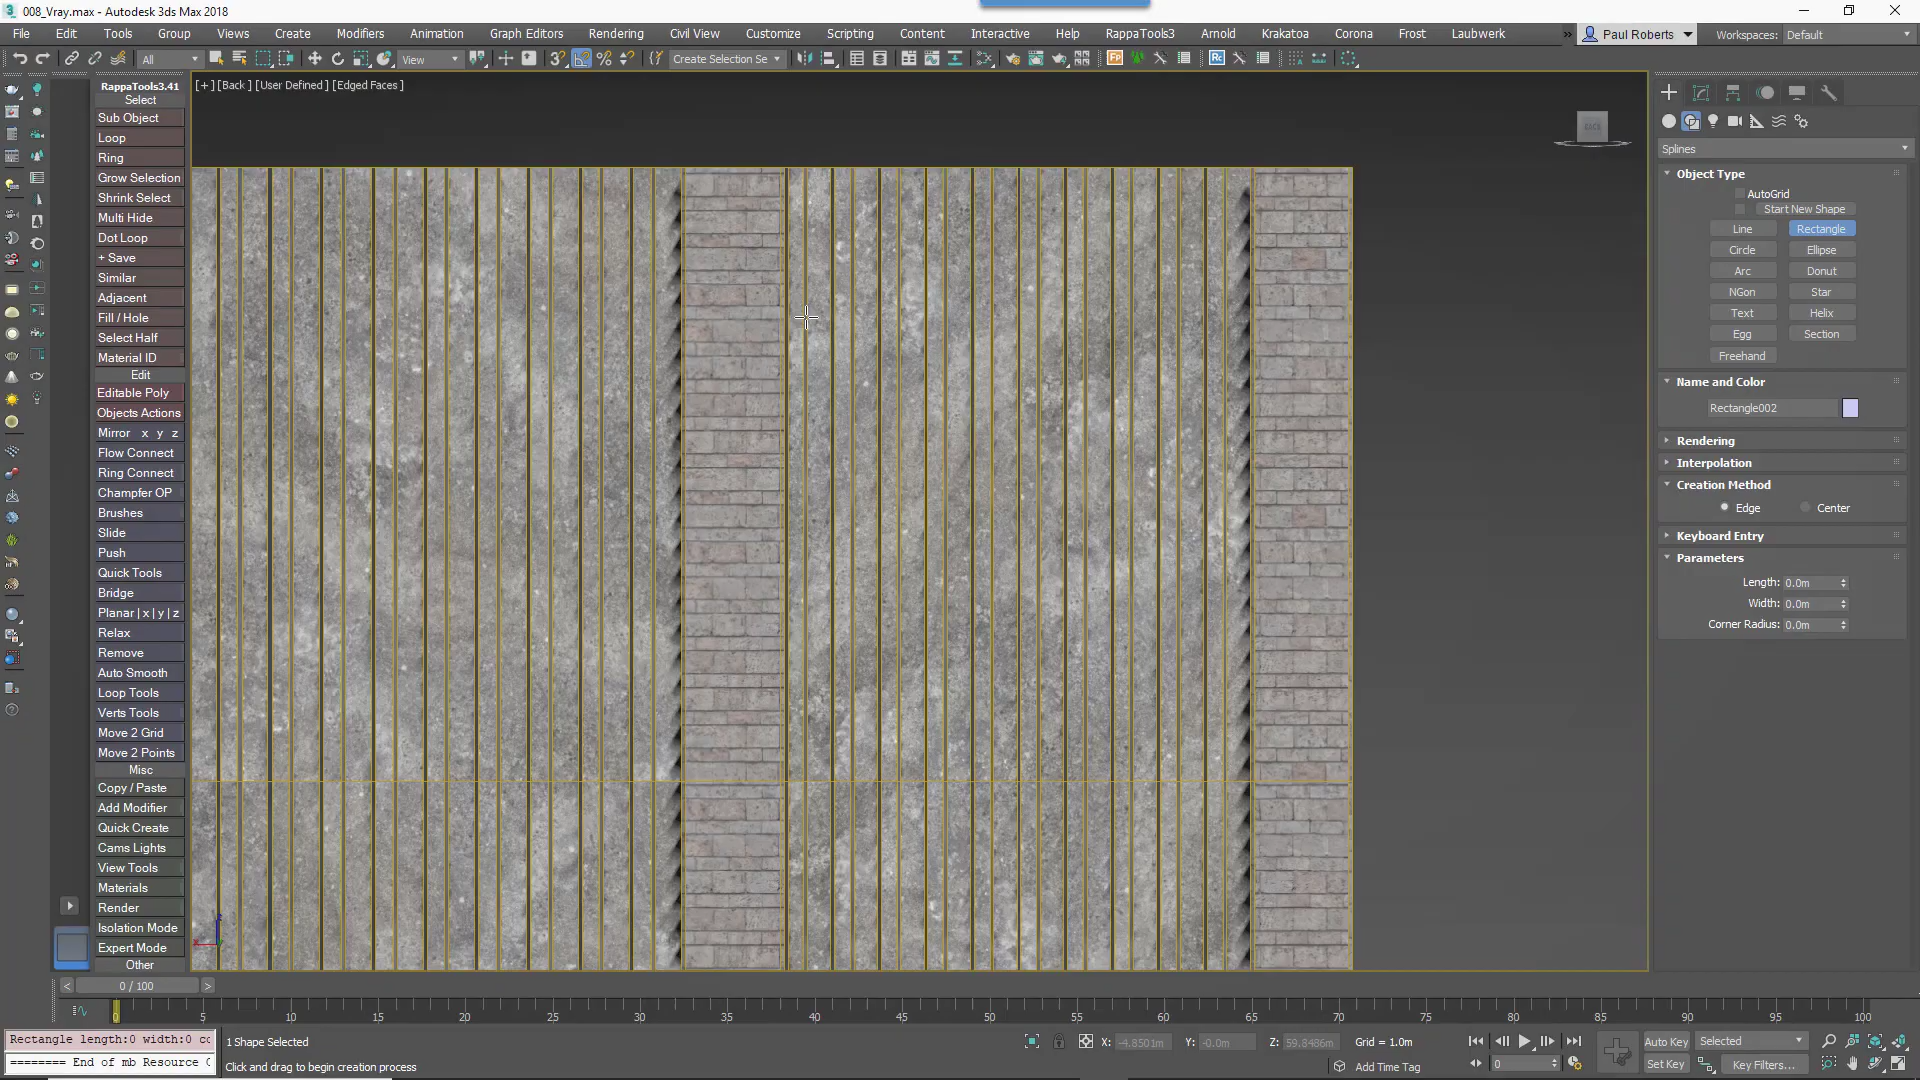 008_Vray.max - Autodesk 3ds Max 2018
File Edit Tools Group Views Create Modifiers Animation Graph Editors Rendering Civil View Customize Scripting Content Interactive Help RappaTools3 Arnold Krakatoa Corona Frost Laubwerk » Paul Roberts Workspaces: Default
All View Create Selection Se
RappaTools3.41
Select
Sub Object
Loop
Ring
Grow Selection
Shrink Select
Multi Hide
Dot Loop
+ Save
Similar
Adjacent
Fill / Hole
Select Half
Material ID
Edit
Editable Poly
Objects Actions
Mirror x y z
Flow Connect
Ring Connect
Champfer OP
Brushes
Slide
Push
Quick Tools
Bridge
Planar | x | y | z
Relax
Remove
Auto Smooth
Loop Tools
Verts Tools
Move 2 Grid
Move 2 Points
Misc
Copy / Paste
Add Modifier
Quick Create
Cams Lights
View Tools
Materials
Render
Isolation Mode
Expert Mode
Other
[+] [Back ] [User Defined ] [Edged Faces ]
BACK
Splines
Object Type
AutoGrid
Start New Shape
Line Rectangle
Circle Ellipse
Arc Donut
NGon Star
Text Helix
Egg Section
Freehand
Name and Color
Rectangle002
Rendering
Interpolation
Creation Method
Edge Center
Keyboard Entry
Parameters
Length: 0.0m
Width: 0.0m
Corner Radius: 0.0m
< 0 / 100 >
0 5 10 15 20 25 30 35 40 45 50 55 60 65 70 75 80 85 90 95 100
Rectangle length:0 width:0 co
======== End of mb Resource C
1 Shape Selected
Click and drag to begin creation process
X: -4.8501m Y: -0.0m Z: 59.8486m Grid = 1.0m
Add Time Tag
0
Auto Key Selected
Set Key Key Filters...